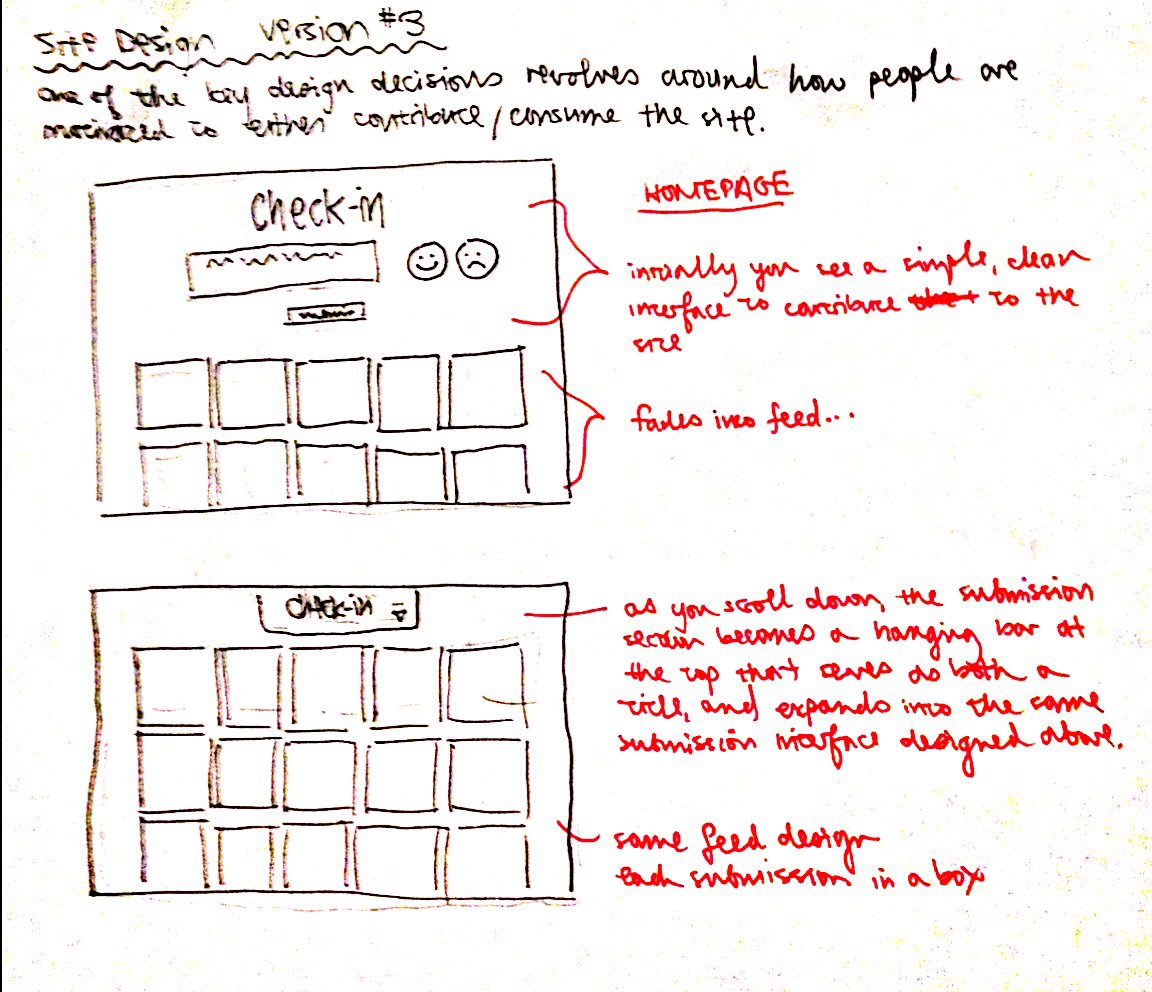 Site Design Version #3
one of the key design decisions revolves around how people are
motivated to either contribute/consume the site.
Check-in
HOMEPAGE
initially you see a simple, clean
interface to contribute to the
site
fades into feed...
Check-in
as you scroll down, the submission
section becomes a hanging bar at
the top that serves as both a
title, and expands into the same
submission interface designed above.
same feed design
each submission in a box